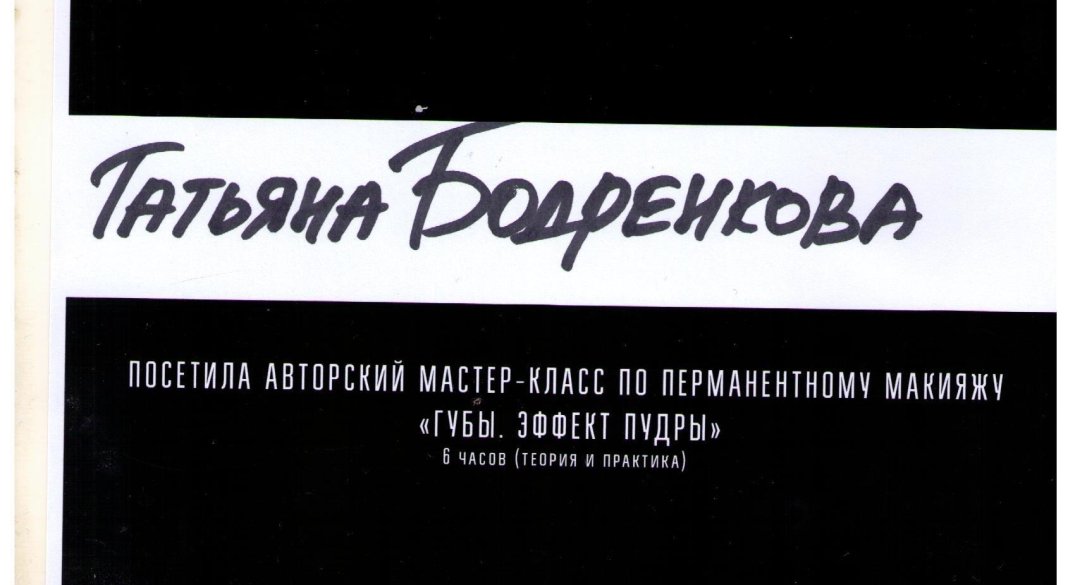 Татьяна Бодренкова
ПОСЕТИЛА АВТОРСКИЙ МАСТЕР-КЛАСС ПО ПЕРМАНЕНТНОМУ МАКИЯЖУ
«ГУБЫ. ЭФФЕКТ ПУДРЫ»
6 ЧАСОВ (ТЕОРИЯ И ПРАКТИКА)